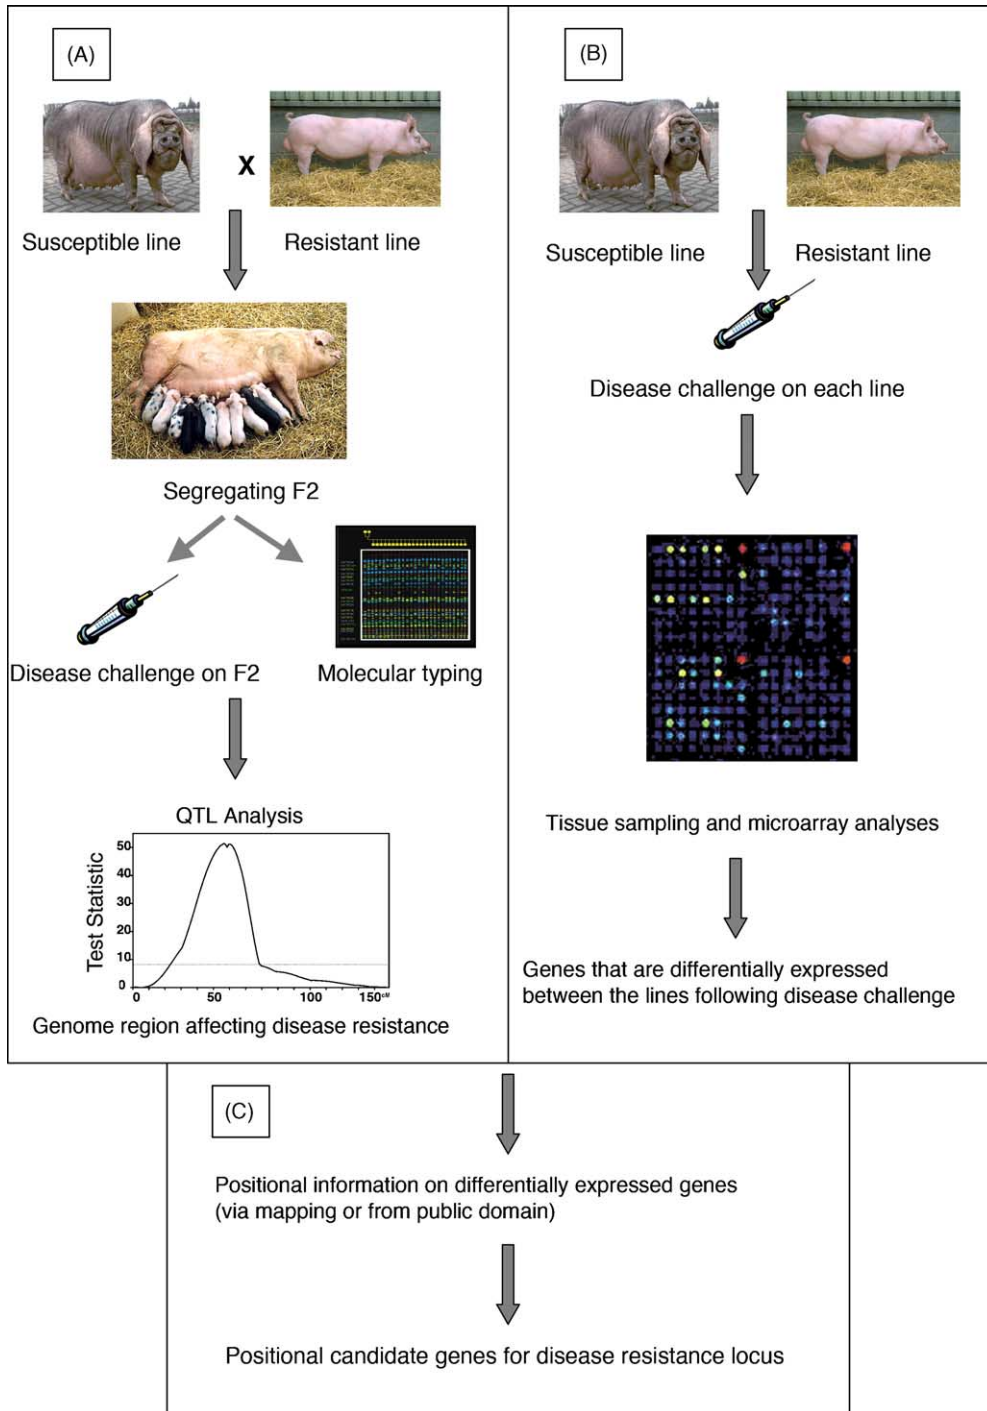 (A)
X
Susceptible line
Resistant line
Segregating F2
Disease challenge on F2
Molecular typing
QTL Analysis
Test Statistic
50
40
30
20
10
0
0
50
100
150cM
Genome region affecting disease resistance
(B)
Susceptible line
Resistant line
Disease challenge on each line
Tissue sampling and microarray analyses
Genes that are differentially expressed
between the lines following disease challenge
(C)
Positional information on differentially expressed genes
(via mapping or from public domain)
Positional candidate genes for disease resistance locus